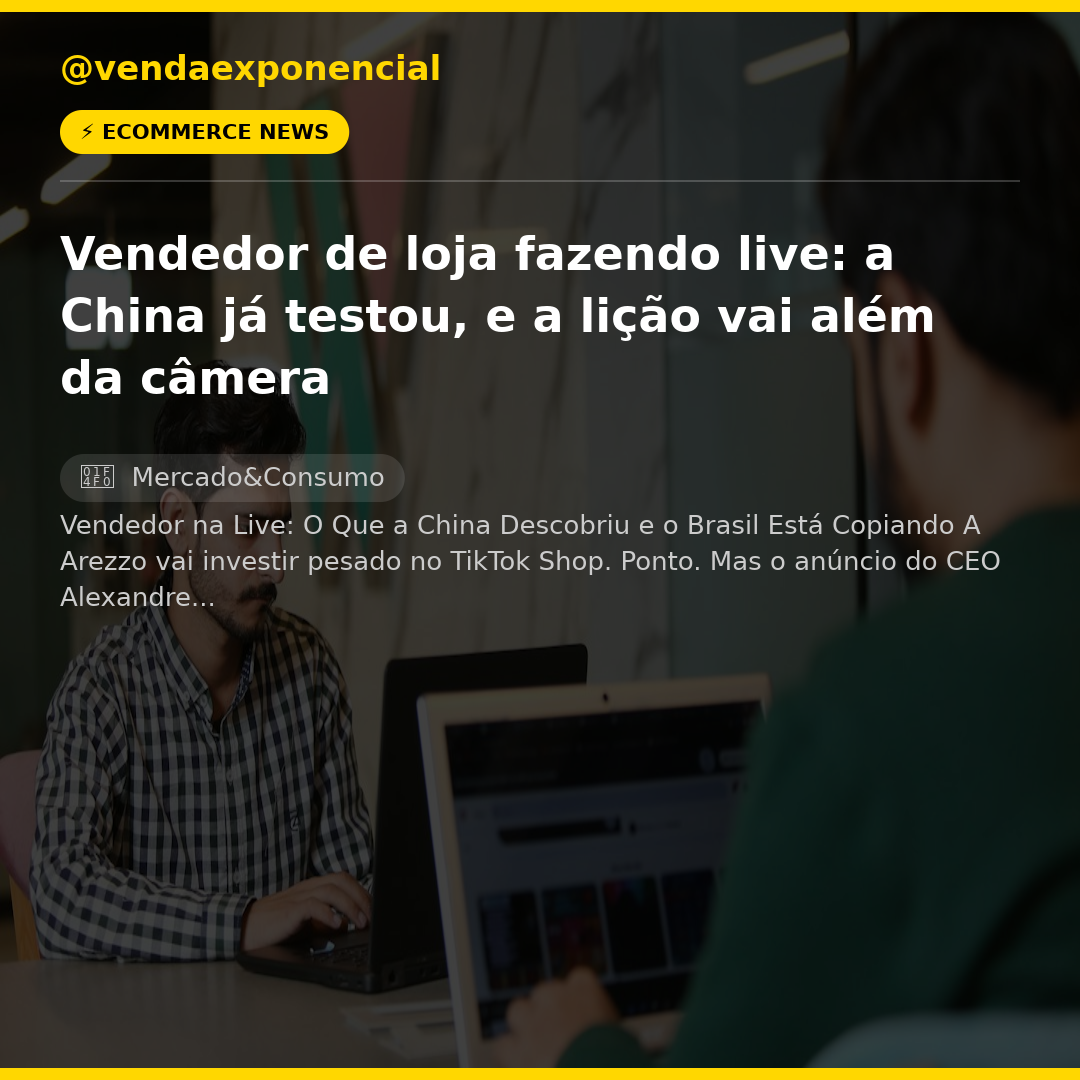 @vendaexponencial
⚡ ECOMMERCE NEWS
Vendedor de loja fazendo live: a
China já testou, e a lição vai além
da câmera
Mercado&Consumo
Vendedor na Live: O Que a China Descobriu e o Brasil Está Copiando A
Arezzo vai investir pesado no TikTok Shop. Ponto. Mas o anúncio do CEO
Alexandre...